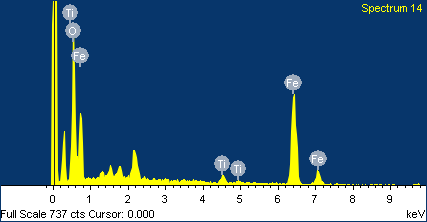 Spectrum 14
Ti
O
Fe
Fe
Ti
Ti
Fe
0 1 2 3 4 5 6 7 8 9
Full Scale 737 cts Cursor: 0.000 keV